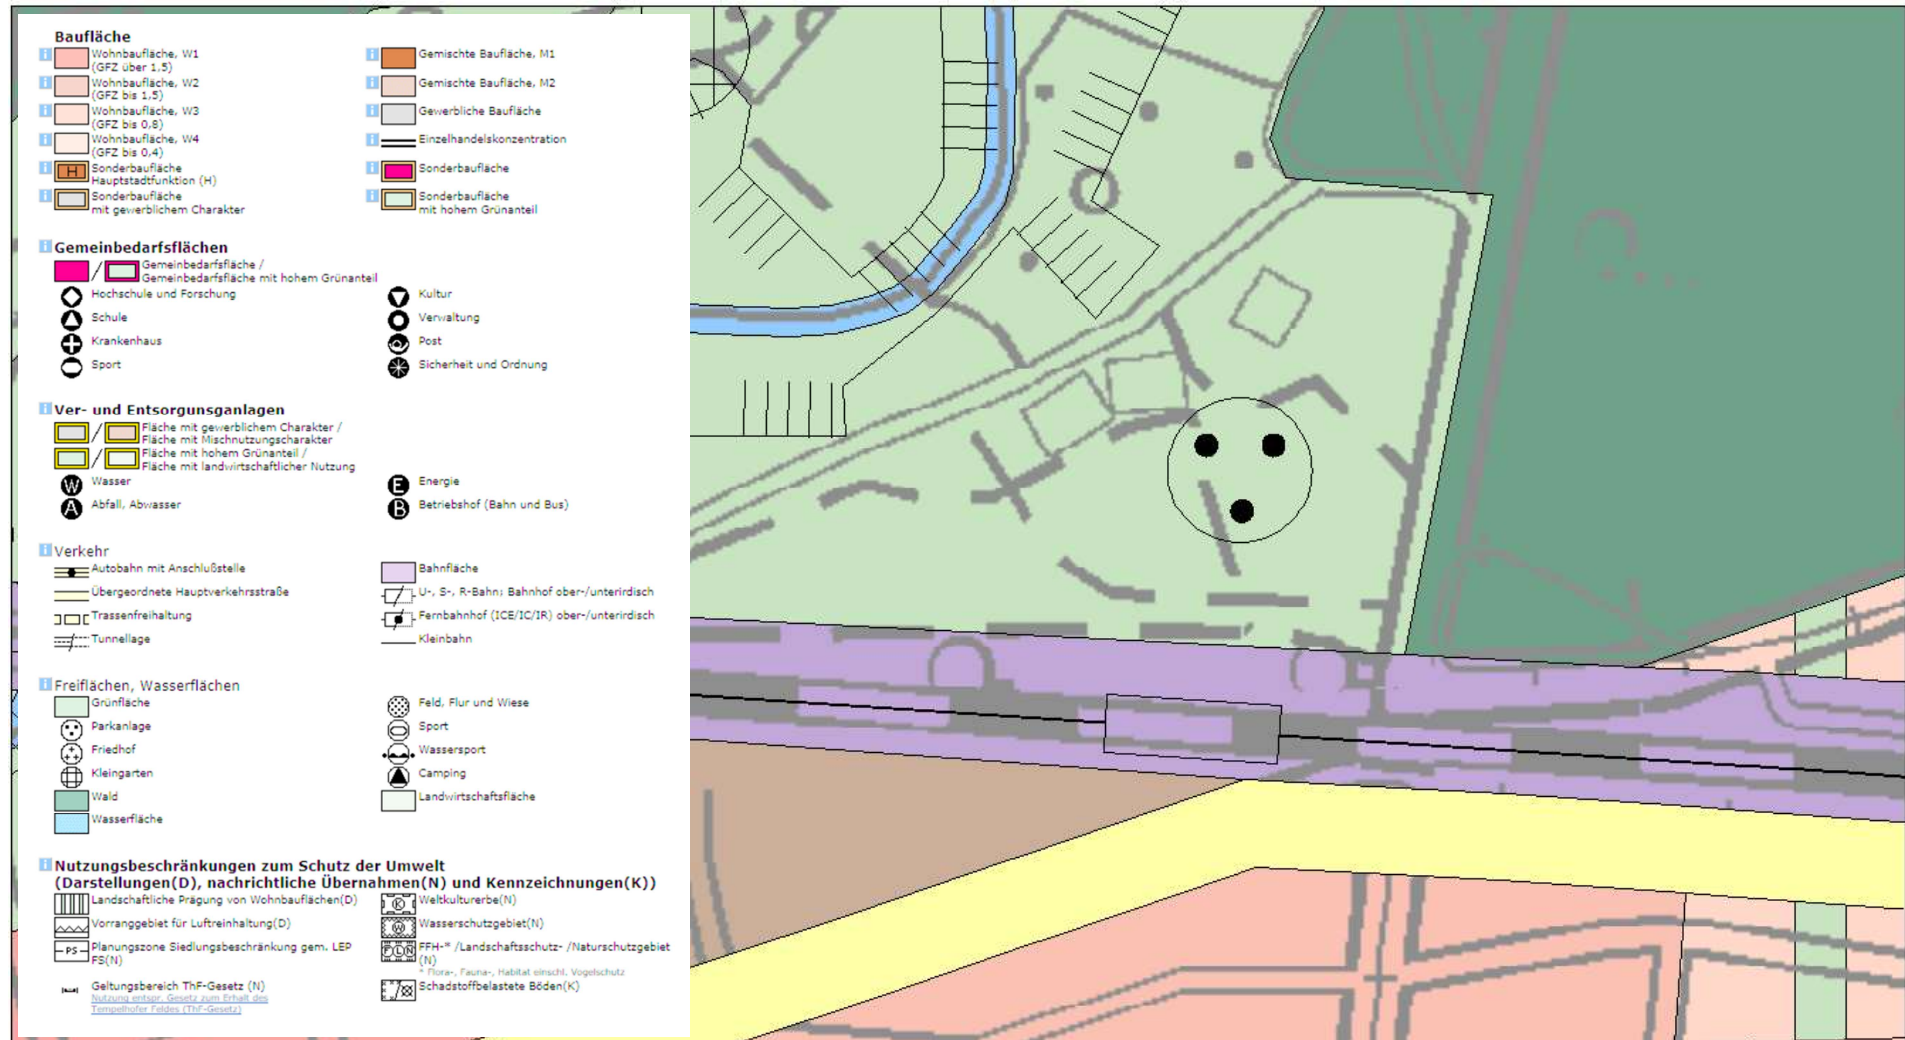 Baufläche
Wohnbaufläche, W1
(GFZ über 1,5)
Wohnbaufläche, W2
(GFZ bis 1,5)
Wohnbaufläche, W3
(GFZ bis 0,8)
Wohnbaufläche, W4
(GFZ bis 0,4)
H
Sonderbaufläche
Hauptstadtfunktion (H)
Sonderbaufläche
mit gewerblichem Charakter
Gemischte Baufläche, M1
Gemischte Baufläche, M2
Gewerbliche Baufläche
Einzelhandelskonzentration
Sonderbaufläche
Sonderbaufläche
mit hohem Grünanteil
Gemeinbedarfsflächen
Gemeinbedarfsfläche /
Gemeinbedarfsfläche mit hohem Grünanteil
Hochschule und Forschung
Schule
Krankenhaus
Sport
Kultur
Verwaltung
Post
Sicherheit und Ordnung
Ver- und Entsorgunsganlagen
Fläche mit gewerblichem Charakter /
Fläche mit Mischnutzungscharakter
Fläche mit hohem Grünanteil /
Fläche mit landwirtschaftlicher Nutzung
W Wasser
A Abfall, Abwasser
E Energie
B Betriebshof (Bahn und Bus)
Verkehr
Autobahn mit Anschlußstelle
Übergeordnete Hauptverkehrsstraße
Trassenfreihaltung
Tunnellage
Bahnfläche
U-, S-, R-Bahn; Bahnhof ober-/unterirdisch
Fernbahnhof (ICE/IC/IR) ober-/unterirdisch
Kleinbahn
Freiflächen, Wasserflächen
Grünfläche
Parkanlage
Friedhof
Kleingarten
Wald
Wasserfläche
Feld, Flur und Wiese
Sport
Wassersport
Camping
Landwirtschaftsfläche
Nutzungsbeschränkungen zum Schutz der Umwelt
(Darstellungen(D), nachrichtliche Übernahmen(N) und Kennzeichnungen(K))
Landschaftliche Prägung von Wohnbauflächen(D)
Vorranggebiet für Luftreinhaltung(D)
PS Planungszone Siedlungsbeschränkung gem. LEP
FS(N)
Geltungsbereich ThF-Gesetz (N)
Nutzung entspr. Gesetz zum Erhalt des
Tempelhofer Feldes (ThF-Gesetz)
K Weltkulturerbe(N)
W Wasserschutzgebiet(N)
F L N FFH-* /Landschaftsschutz- /Naturschutzgebiet
(N)
* Flora-, Fauna-, Habitat einschl. Vogelschutz
Schadstoffbelastete Böden(K)